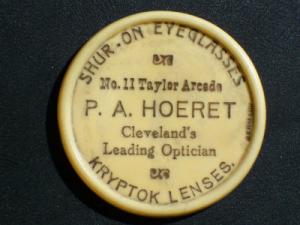 SHUR-ON EYEGLASSES
No. 11 Taylor Arcade
P. A. HOERET
Cleveland's
Leading Optician
KRYPTOK LENSES.